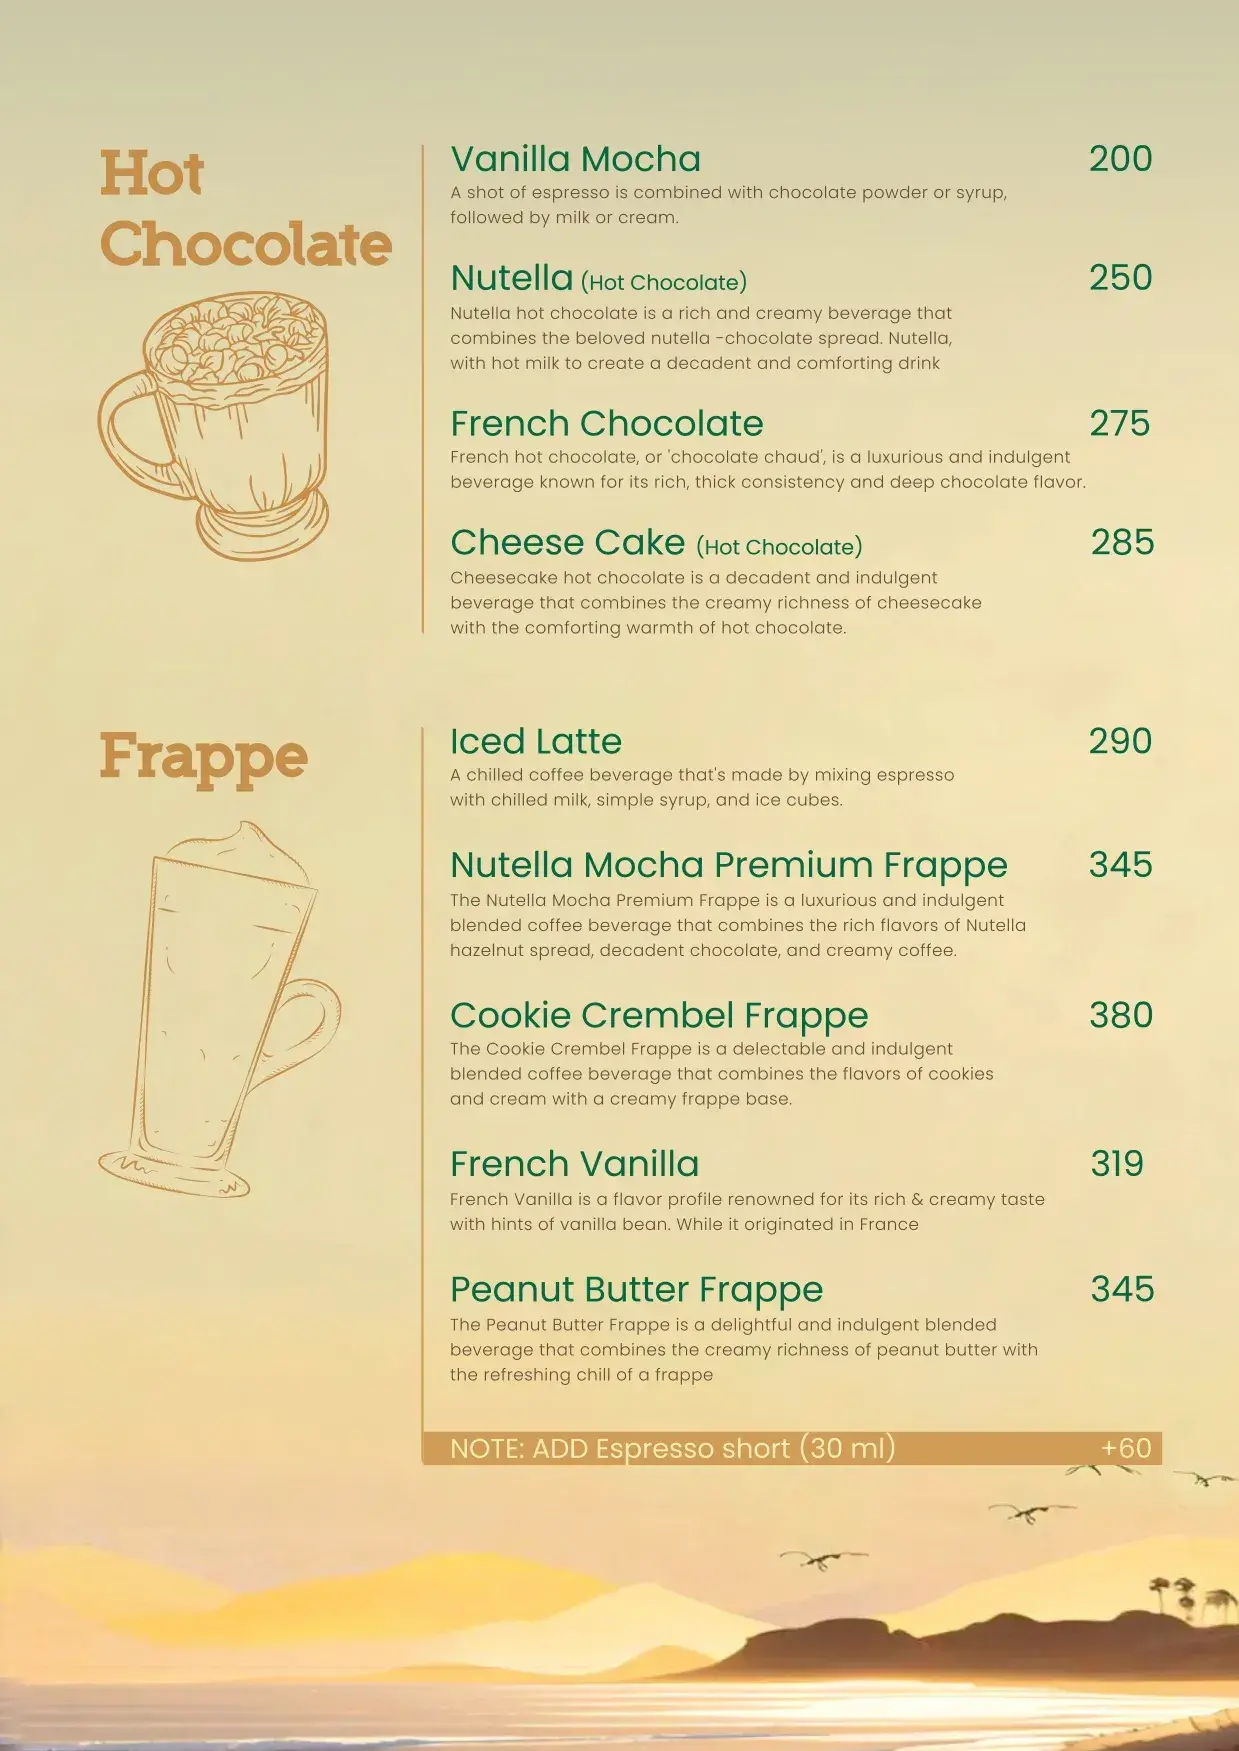 Hot
Chocolate
Vanilla Mocha 200
A shot of espresso is combined with chocolate powder or syrup,
followed by milk or cream.
Nutella (Hot Chocolate) 250
Nutella hot chocolate is a rich and creamy beverage that
combines the beloved nutella -chocolate spread. Nutella,
with hot milk to create a decadent and comforting drink
French Chocolate 275
French hot chocolate, or 'chocolate chaud', is a luxurious and indulgent
beverage known for its rich, thick consistency and deep chocolate flavor.
Cheese Cake (Hot Chocolate) 285
Cheesecake hot chocolate is a decadent and indulgent
beverage that combines the creamy richness of cheesecake
with the comforting warmth of hot chocolate.
Frappe
Iced Latte 290
A chilled coffee beverage that's made by mixing espresso
with chilled milk, simple syrup, and ice cubes.
Nutella Mocha Premium Frappe 345
The Nutella Mocha Premium Frappe is a luxurious and indulgent
blended coffee beverage that combines the rich flavors of Nutella
hazelnut spread, decadent chocolate, and creamy coffee.
Cookie Crembel Frappe 380
The Cookie Crembel Frappe is a delectable and indulgent
blended coffee beverage that combines the flavors of cookies
and cream with a creamy frappe base.
French Vanilla 319
French Vanilla is a flavor profile renowned for its rich & creamy taste
with hints of vanilla bean. While it originated in France
Peanut Butter Frappe 345
The Peanut Butter Frappe is a delightful and indulgent blended
beverage that combines the creamy richness of peanut butter with
the refreshing chill of a frappe
NOTE: ADD Espresso short (30 ml) +60